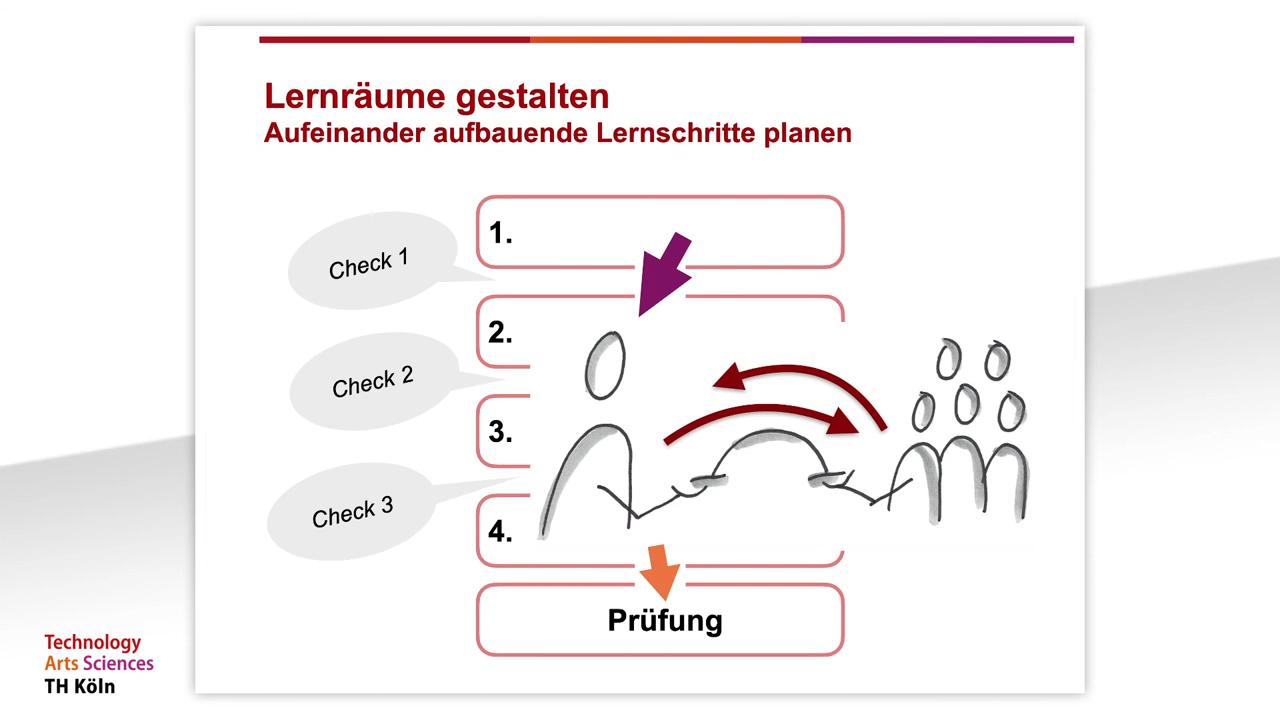 Lernräume gestalten
Aufeinander aufbauende Lernschritte planen
1.
Check 1
2.
Check 2
3.
Check 3
4.
Prüfung
Technology
Arts Sciences
TH Köln